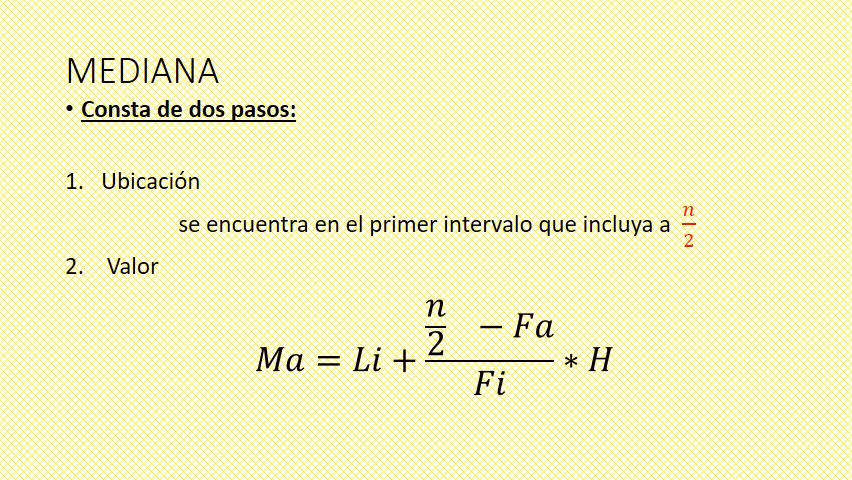 MEDIANA
• Consta de dos pasos:
1. Ubicación
se encuentra en el primer intervalo que incluya a n/2
2. Valor
Ma = Li + (n/2 − Fa)/Fi * H